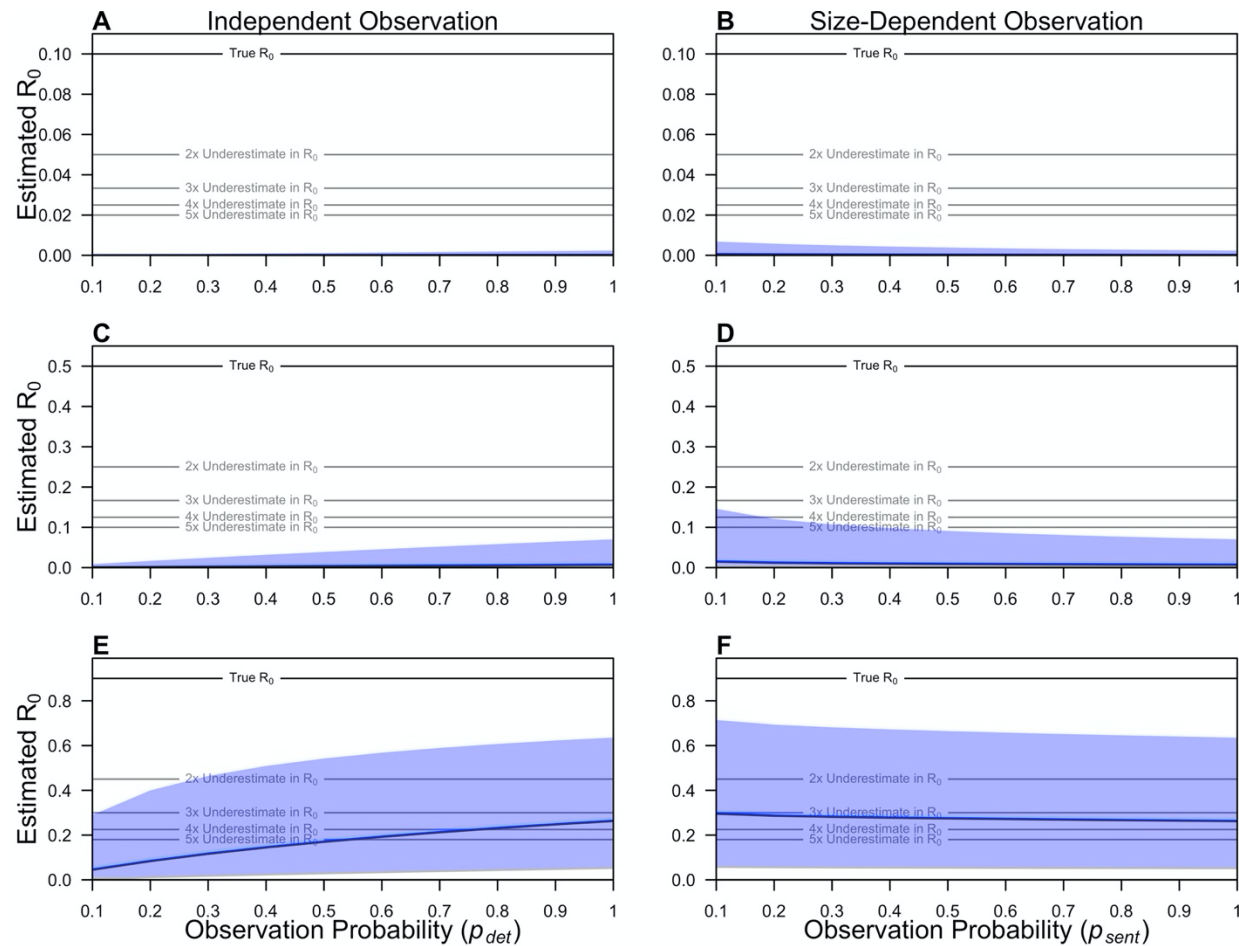 A Independent Observation
B Size-Dependent Observation
Estimated R0
0.10
0.08
0.06
0.04
0.02
0.00
True R0
2x Underestimate in R0
3x Underestimate in R0
4x Underestimate in R0
5x Underestimate in R0
0.1 0.2 0.3 0.4 0.5 0.6 0.7 0.8 0.9 1
0.10
0.08
0.06
0.04
0.02
0.00
True R0
2x Underestimate in R0
3x Underestimate in R0
4x Underestimate in R0
5x Underestimate in R0
0.1 0.2 0.3 0.4 0.5 0.6 0.7 0.8 0.9 1
C
Estimated R0
0.5
0.4
0.3
0.2
0.1
0.0
True R0
2x Underestimate in R0
3x Underestimate in R0
4x Underestimate in R0
5x Underestimate in R0
0.1 0.2 0.3 0.4 0.5 0.6 0.7 0.8 0.9 1
D
0.5
0.4
0.3
0.2
0.1
0.0
True R0
2x Underestimate in R0
3x Underestimate in R0
4x Underestimate in R0
5x Underestimate in R0
0.1 0.2 0.3 0.4 0.5 0.6 0.7 0.8 0.9 1
E
Estimated R0
0.8
0.6
0.4
0.2
0.0
True R0
2x Underestimate in R0
3x Underestimate in R0
4x Underestimate in R0
5x Underestimate in R0
0.1 0.2 0.3 0.4 0.5 0.6 0.7 0.8 0.9 1
Observation Probability (pdet)
F
0.8
0.6
0.4
0.2
0.0
True R0
2x Underestimate in R0
3x Underestimate in R0
4x Underestimate in R0
5x Underestimate in R0
0.1 0.2 0.3 0.4 0.5 0.6 0.7 0.8 0.9 1
Observation Probability (psent)